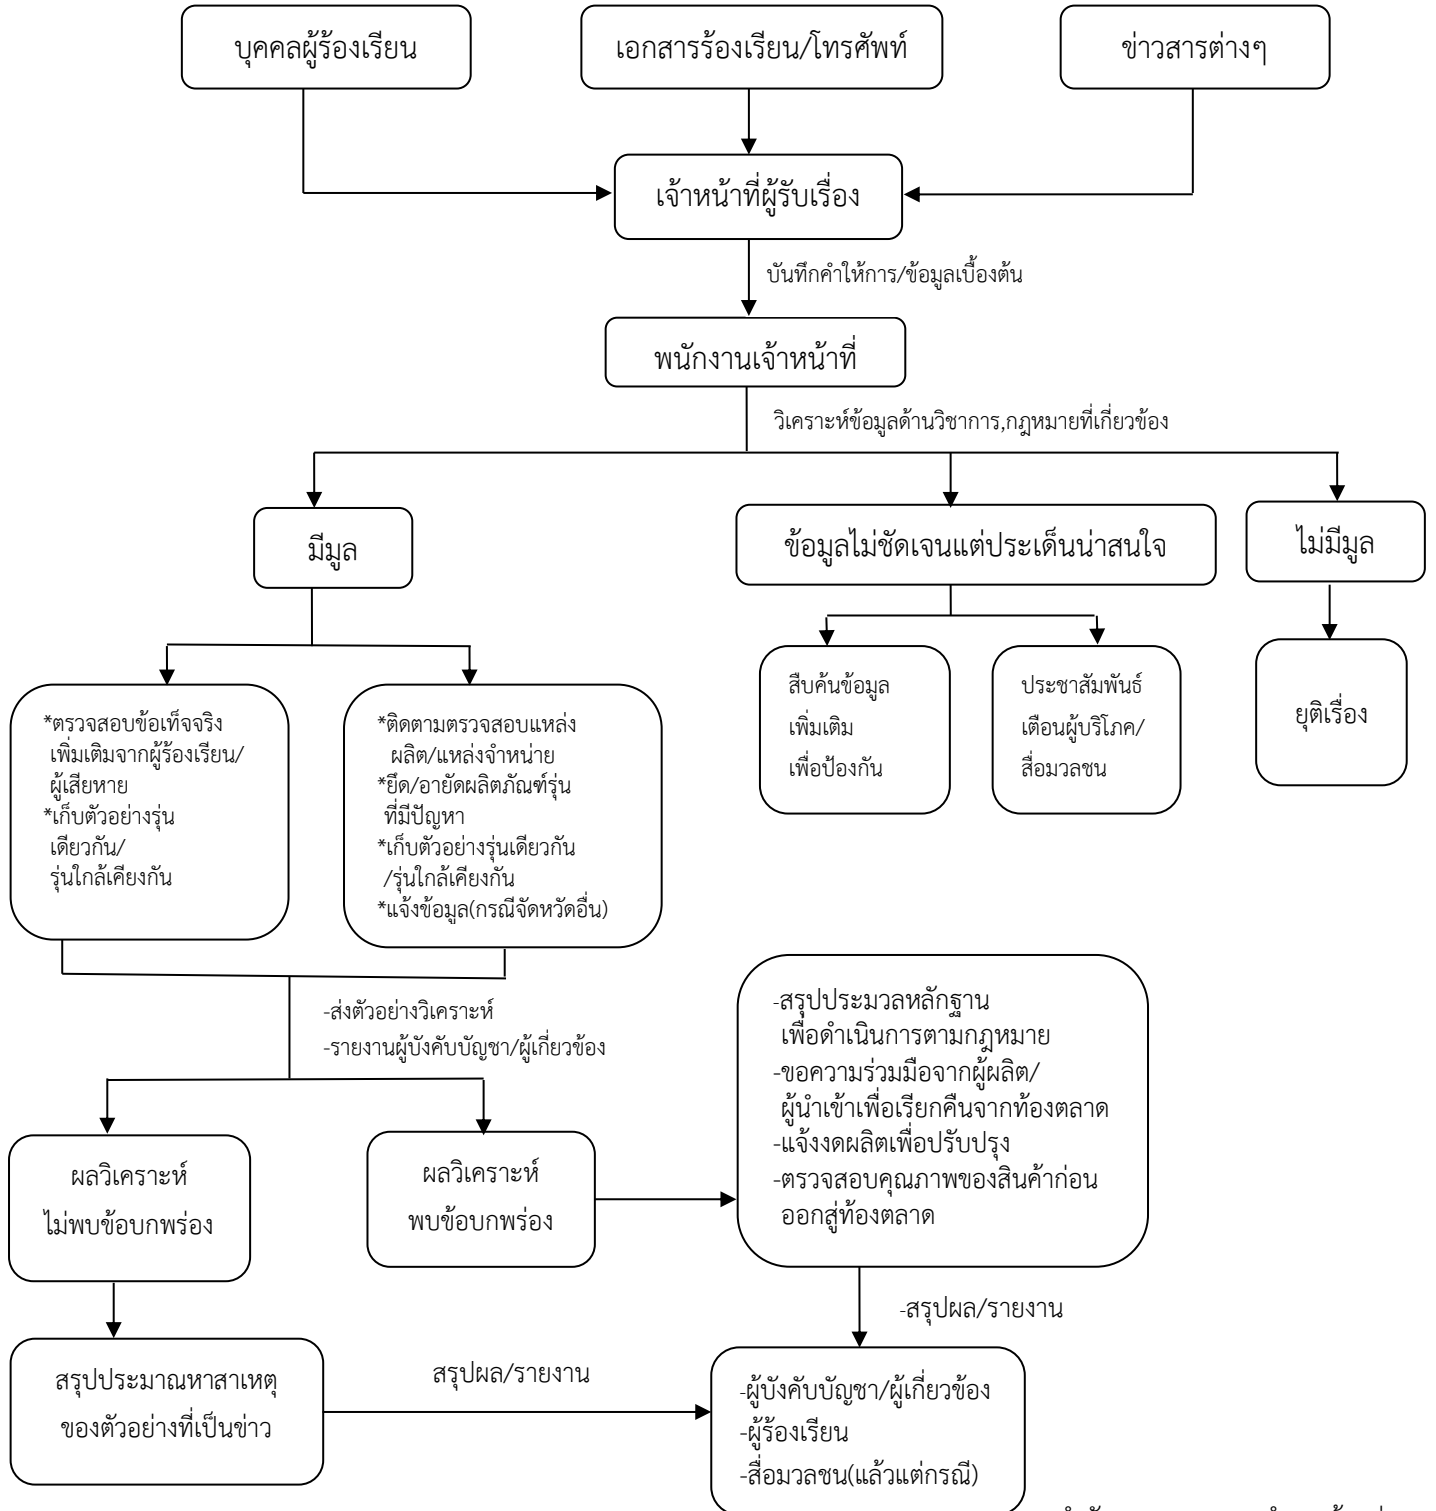 บุคคลผู้ร้องเรียน
เอกสารร้องเรียน/โทรศัพท์
ข่าวสารต่างๆ
เจ้าหน้าที่ผู้รับเรื่อง
บันทึกคำให้การ/ข้อมูลเบื้องต้น
พนักงานเจ้าหน้าที่
วิเคราะห์ข้อมูลด้านวิชาการ,กฎหมายที่เกี่ยวข้อง
มีมูล
ข้อมูลไม่ชัดเจนแต่ประเด็นน่าสนใจ
ไม่มีมูล
*ตรวจสอบข้อเท็จจริง
เพิ่มเติมจากผู้ร้องเรียน/
ผู้เสียหาย
*เก็บตัวอย่างรุ่น
เดียวกัน/
รุ่นใกล้เคียงกัน
*ติดตามตรวจสอบแหล่ง
ผลิต/แหล่งจำหน่าย
*ยึด/อายัดผลิตภัณฑ์รุ่น
ที่มีปัญหา
*เก็บตัวอย่างรุ่นเดียวกัน
/รุ่นใกล้เคียงกัน
*แจ้งข้อมูล(กรณีจัดหวัดอื่น)
สืบค้นข้อมูล
เพิ่มเติม
เพื่อป้องกัน
ประชาสัมพันธ์
เตือนผู้บริโภค/
สื่อมวลชน
ยุติเรื่อง
-ส่งตัวอย่างวิเคราะห์
-รายงานผู้บังคับบัญชา/ผู้เกี่ยวข้อง
ผลวิเคราะห์
ไม่พบข้อบกพร่อง
ผลวิเคราะห์
พบข้อบกพร่อง
-สรุปประมวลหลักฐาน
เพื่อดำเนินการตามกฎหมาย
-ขอความร่วมมือจากผู้ผลิต/
ผู้นำเข้าเพื่อเรียกคืนจากท้องตลาด
-แจ้งงดผลิตเพื่อปรับปรุง
-ตรวจสอบคุณภาพของสินค้าก่อน
ออกสู่ท้องตลาด
-สรุปผล/รายงาน
สรุปประมาณหาสาเหตุ
ของตัวอย่างที่เป็นข่าว
สรุปผล/รายงาน
-ผู้บังคับบัญชา/ผู้เกี่ยวข้อง
-ผู้ร้องเรียน
-สื่อมวลชน(แล้วแต่กรณี)